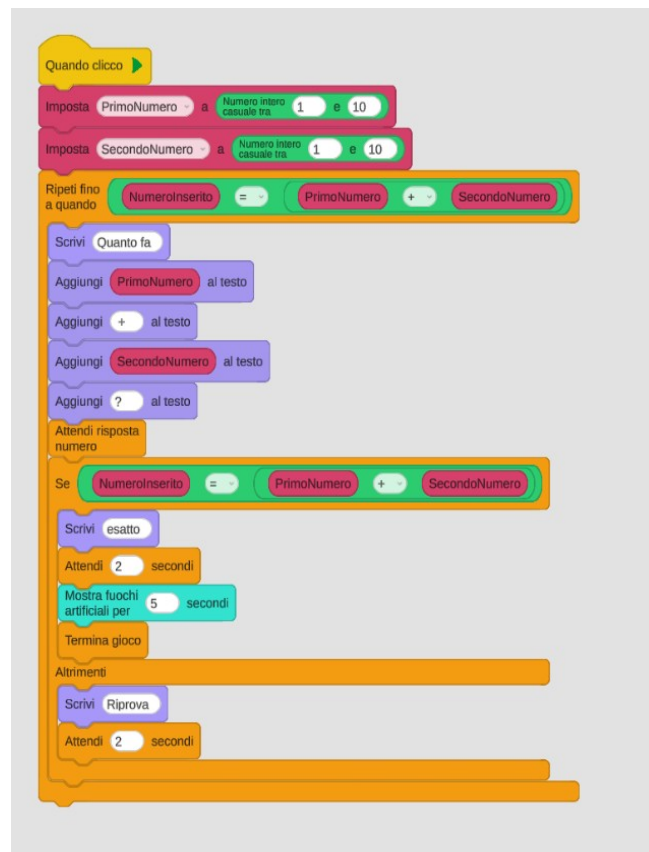 Quando clicco
Imposta PrimoNumero a Numero intero casuale tra 1 e 10
Imposta SecondoNumero a Numero intero casuale tra 1 e 10
Ripeti fino a quando NumeroInserito = PrimoNumero + SecondoNumero
Scrivi Quanto fa
Aggiungi PrimoNumero al testo
Aggiungi + al testo
Aggiungi SecondoNumero al testo
Aggiungi ? al testo
Attendi risposta
numero
Se NumeroInserito = PrimoNumero + SecondoNumero
Scrivi esatto
Attendi 2 secondi
Mostra fuochi artificiali per 5 secondi
Termina gioco
Altrimenti
Scrivi Riprova
Attendi 2 secondi